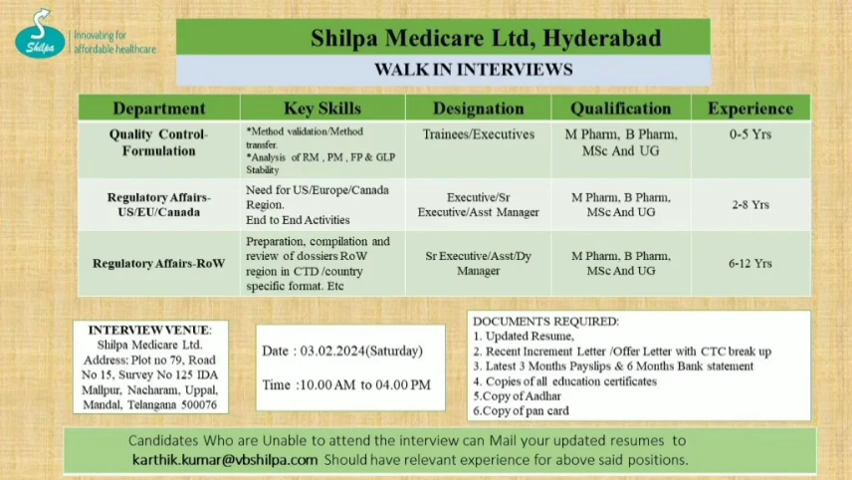 Shilpa
Innovating for
affordable healthcare
Shilpa Medicare Ltd, Hyderabad
WALK IN INTERVIEWS
Department Key Skills Designation Qualification Experience
Quality Control-
Formulation
*Method validation/Method
transfer.
*Analysis of RM , PM , FP & GLP
Stability
Trainees/Executives
M Pharm, B Pharm,
MSc And UG
0-5 Yrs
Regulatory Affairs-
US/EU/Canada
Need for US/Europe/Canada
Region.
End to End Activities
Executive/Sr
Executive/Asst Manager
M Pharm, B Pharm,
MSc And UG
2-8 Yrs
Regulatory Affairs-RoW
Preparation, compilation and
review of dossiers RoW
region in CTD /country
specific format. Etc
Sr Executive/Asst/Dy
Manager
M Pharm, B Pharm,
MSc And UG
6-12 Yrs
INTERVIEW VENUE:
Shilpa Medicare Ltd.
Address: Plot no 79, Road
No 15, Survey No 125 IDA
Mallpur, Nacharam, Uppal,
Mandal, Telangana 500076
Date : 03.02.2024(Saturday)
Time :10.00 AM to 04.00 PM
DOCUMENTS REQUIRED:
1. Updated Resume,
2. Recent Increment Letter /Offer Letter with CTC break up
3. Latest 3 Months Payslips & 6 Months Bank statement
4. Copies of all education certificates
5.Copy of Aadhar
6.Copy of pan card
Candidates Who are Unable to attend the interview can Mail your updated resumes to
karthik.kumar@vbshilpa.com Should have relevant experience for above said positions.